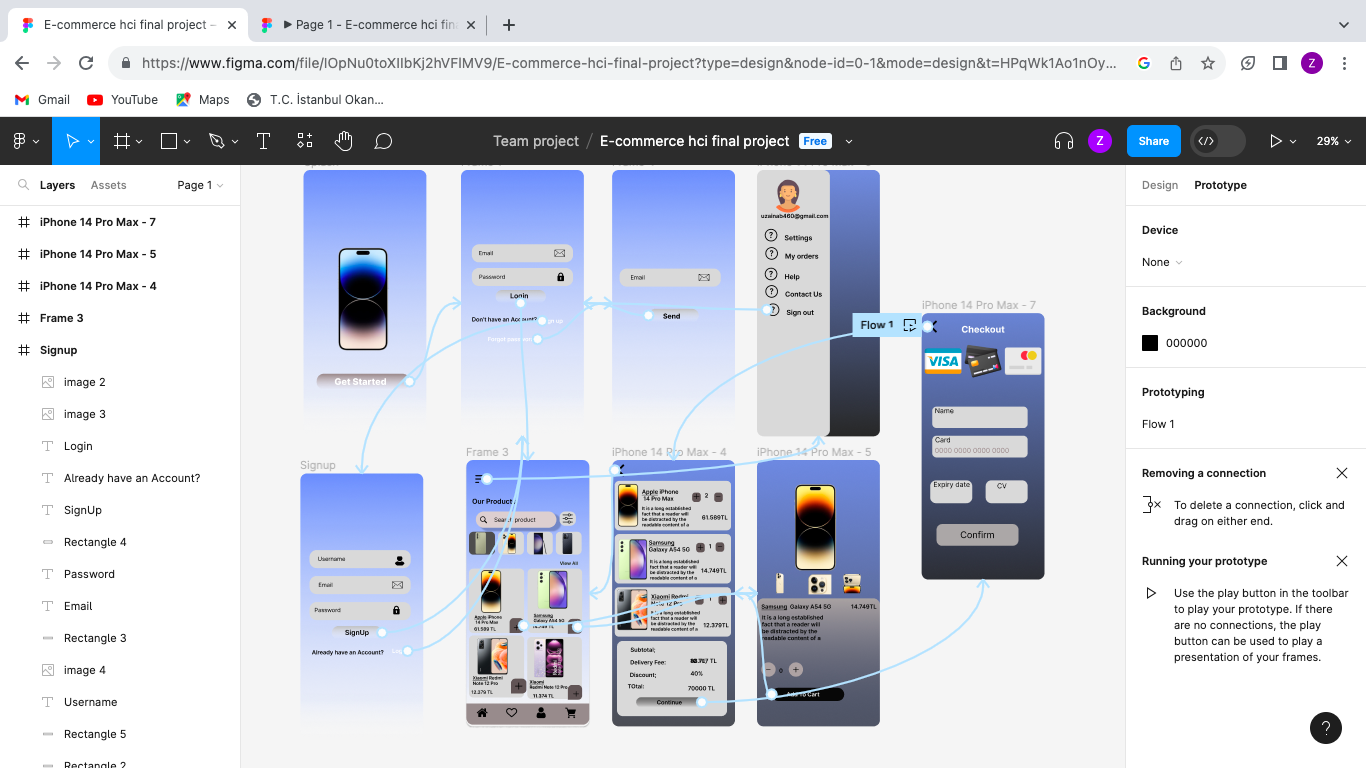 E-commerce hci final project –
Page 1 - E-commerce hci fin
https://www.figma.com/file/IOpNu0toXIIbKj2hVFIMV9/E-commerce-hci-final-project?type=design&node-id=0-1&mode=design&t=HPqWk1Ao1nOy...
Z
Gmail
YouTube
Maps
T.C. İstanbul Okan...
Team project / E-commerce hci final project
Free
Z
Share
29%
Layers
Assets
Page 1
iPhone 14 Pro Max - 7
iPhone 14 Pro Max - 5
iPhone 14 Pro Max - 4
Frame 3
Signup
image 2
image 3
Login
Already have an Account?
SignUp
Rectangle 4
Password
Email
Rectangle 3
image 4
Username
Rectangle 5
Rectangle 2
Get Started
Email
Password
Login
Don't have an Account?
Email
Send
uzainab460@gmail.com
Settings
My orders
Help
Contact Us
Sign out
Flow 1
iPhone 14 Pro Max - 7
Checkout
VISA
Name
Card
0000 0000 0000 0000
Expiry date
CV
Confirm
Signup
Username
Email
Password
SignUp
Already have an Account?
Frame 3
Our Product
Search product
View All
Apple iPhone
14 Pro Max
61.589 TL
Samsung
Galaxy A54 5G
Xiaomi Redmi
Note 12 Pro
12.379 TL
Xiaomi
Redmi Note 12 Pro
11.374 TL
iPhone 14 Pro Max - 4
Apple iPhone
14 Pro Max
2
It is a long established
fact that a reader will
be distracted by the
readable content of a
61.589TL
Samsung
Galaxy A54 5G
1
It is a long established
fact that a reader will
be distracted by the
readable content of a
14.749TL
Xiaomi Redmi
Note 12 Pro
1
It is a long established
fact that a reader will
be distracted by the
readable content of a
12.379TL
Subtotal;
Delivery Fee;
Discount;
40%
TOtal:
70000 TL
Continue
iPhone 14 Pro Max - 5
Samsung Galaxy A54 5G
14.749TL
It is a long established
fact that a reader will
be distracted by the
readable content of a
Add To Cart
Design
Prototype
Device
None
Background
000000
Prototyping
Flow 1
Removing a connection
To delete a connection, click and
drag on either end.
Running your prototype
Use the play button in the toolbar
to play your prototype. If there
are no connections, the play
button can be used to play a
presentation of your frames.
?